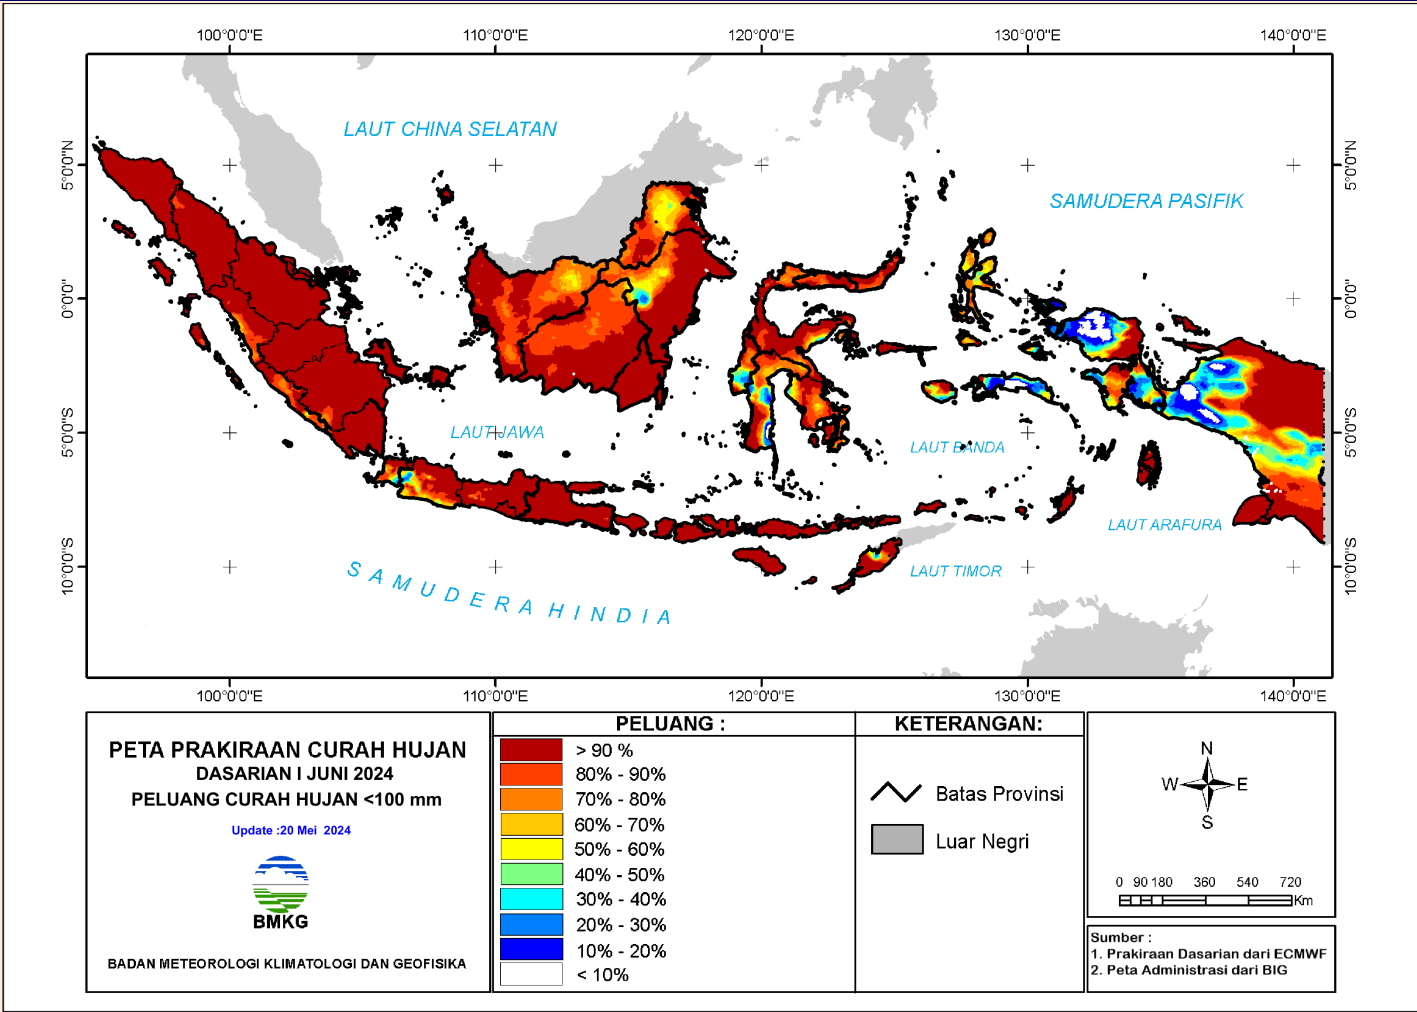 100°0'0"E 110°0'0"E 120°0'0"E 130°0'0"E 140°0'0"E
LAUT CHINA SELATAN
5°0'0"N 5°0'0"N
SAMUDERA PASIFIK
0°0'0" 0°0'0"
LAUT JAWA
5°0'0"S 5°0'0"S
LAUT BANDA
LAUT ARAFURA
LAUT TIMOR
10°0'0"S 10°0'0"S
SAMUDERA HINDIA
100°0'0"E 110°0'0"E 120°0'0"E 130°0'0"E 140°0'0"E
PETA PRAKIRAAN CURAH HUJAN
DASARIAN I JUNI 2024
PELUANG CURAH HUJAN <100 mm
Update :20 Mei 2024
BMKG
BADAN METEOROLOGI KLIMATOLOGI DAN GEOFISIKA
PELUANG :
> 90 %
80% - 90%
70% - 80%
60% - 70%
50% - 60%
40% - 50%
30% - 40%
20% - 30%
10% - 20%
< 10%
KETERANGAN:
Batas Provinsi
Luar Negri
N
W E
S
0 90 180 360 540 720
Km
Sumber :
1. Prakiraan Dasarian dari ECMWF
2. Peta Administrasi dari BIG